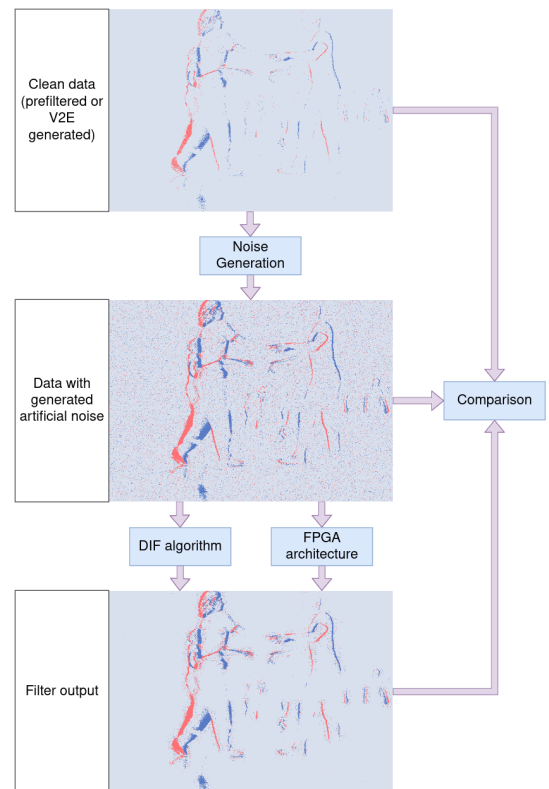 Clean data
(prefiltered or
V2E
generated)
Noise
Generation
Data with
generated
artificial noise
Comparison
DIF algorithm
FPGA
architecture
Filter output